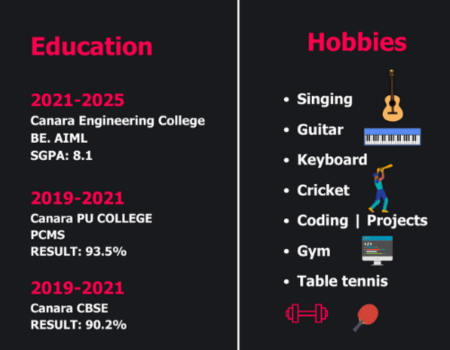 Education
2021-2025
Canara Engineering College
BE. AIML
SGPA: 8.1
2019-2021
Canara PU COLLEGE
PCMS
RESULT: 93.5%
2019-2021
Canara CBSE
RESULT: 90.2%
Hobbies
• Singing
• Guitar
• Keyboard
• Cricket
• Coding | Projects
• Gym
• Table tennis